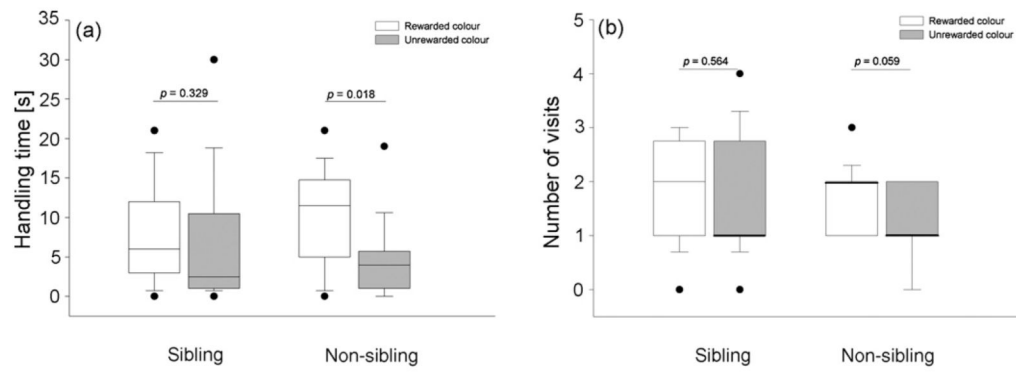 (a)
Rewarded colour
Unrewarded colour
Handling time [s]
35
30
25
20
15
10
5
0
p = 0.329
p = 0.018
Sibling
Non-sibling
(b)
Rewarded colour
Unrewarded colour
Number of visits
5
4
3
2
1
0
p = 0.564
p = 0.059
Sibling
Non-sibling